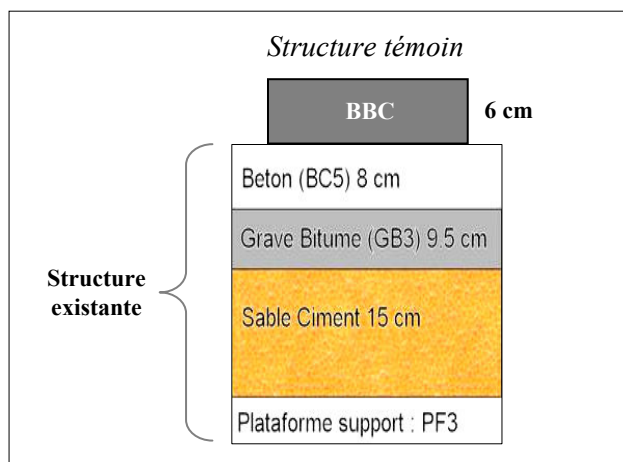 Structure témoin
BBC
6 cm
Beton (BC5) 8 cm
Grave Bitume (GB3) 9.5 cm
Structure
existante
Sable Ciment 15 cm
Plataforme support : PF3